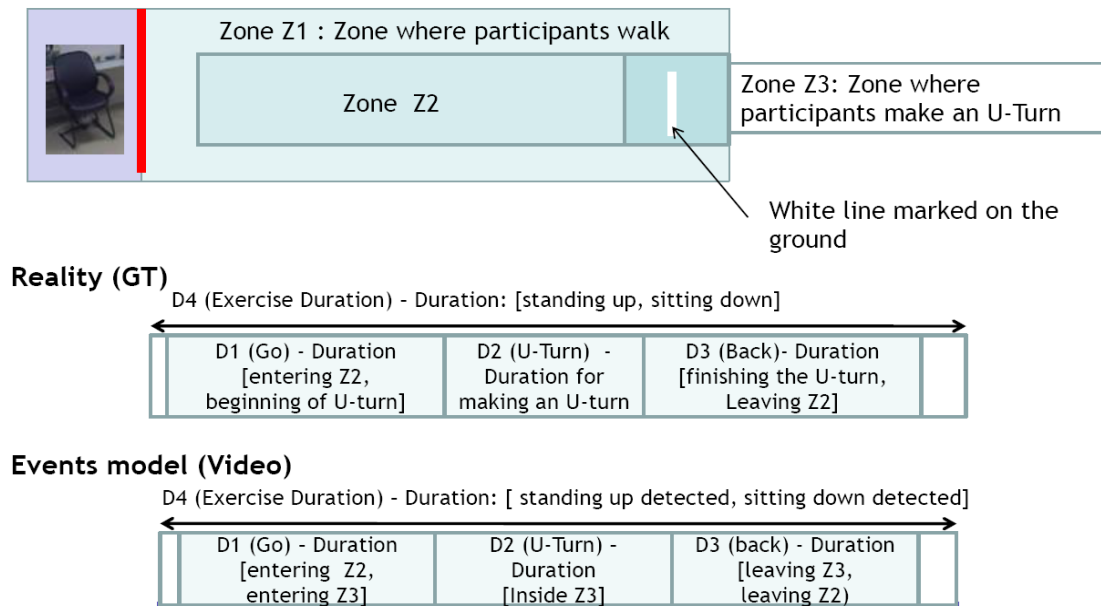 Zone Z1 : Zone where participants walk
Zone Z2
Zone Z3: Zone where
participants make an U-Turn
White line marked on the
ground
Reality (GT)
D4 (Exercise Duration) – Duration: [standing up, sitting down]
D1 (Go) - Duration
[entering Z2,
beginning of U-turn]
D2 (U-Turn) -
Duration for
making an U-turn
D3 (Back)- Duration
[finishing the U-turn,
Leaving Z2]
Events model (Video)
D4 (Exercise Duration) – Duration: [ standing up detected, sitting down detected]
D1 (Go) - Duration
[entering Z2,
entering Z3]
D2 (U-Turn) –
Duration
[Inside Z3]
D3 (back) - Duration
[leaving Z3,
leaving Z2)